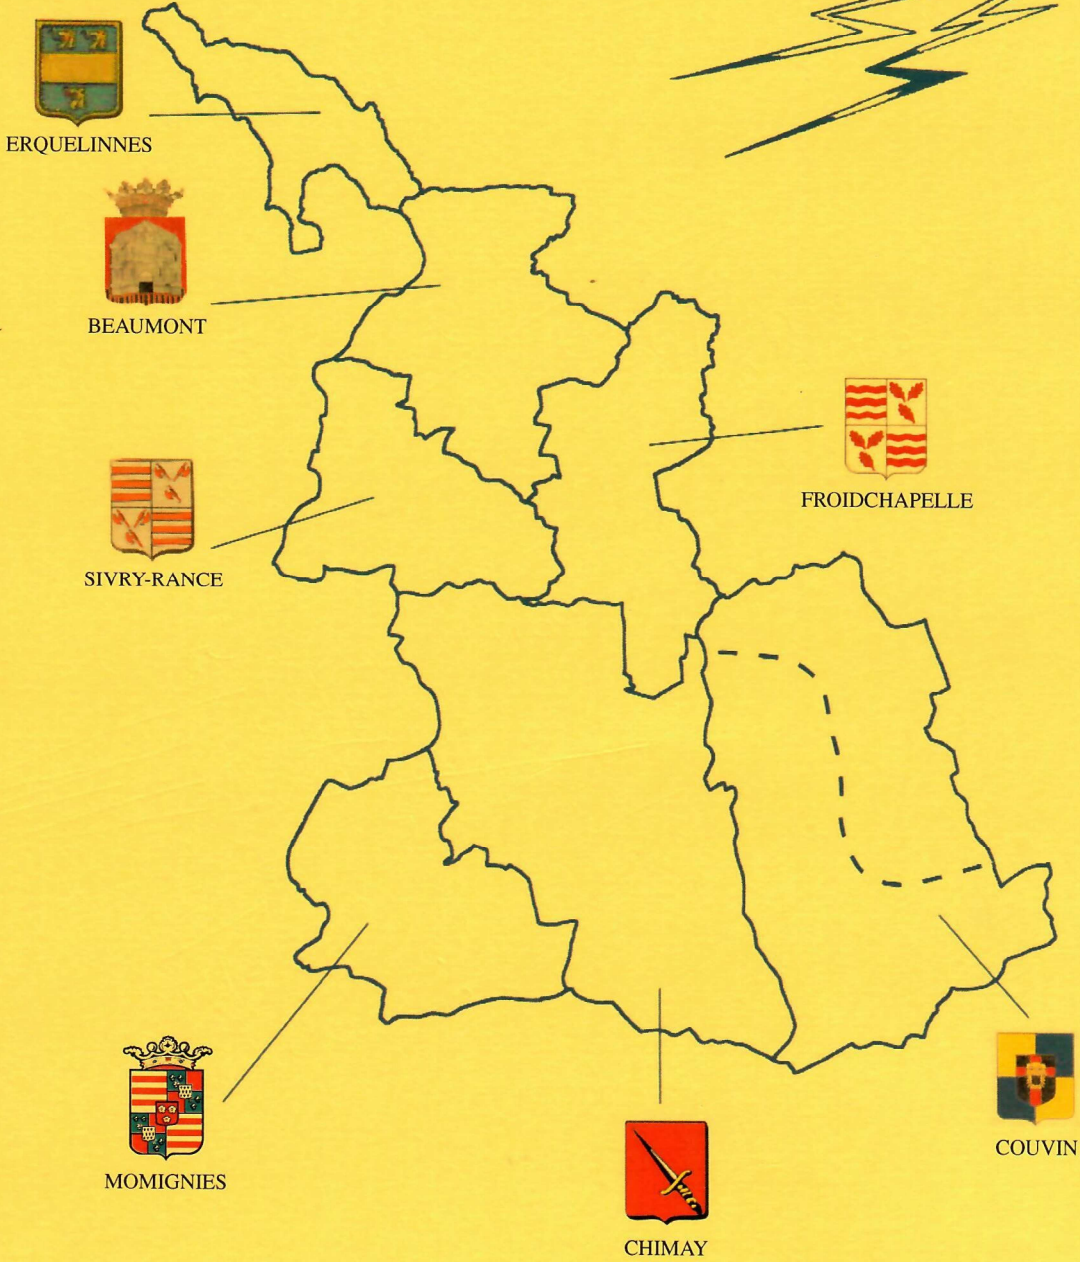 ERQUELINNES
BEAUMONT
FROIDCHAPELLE
SIVRY-RANCE
MOMIGNIES
CHIMAY
COUVIN